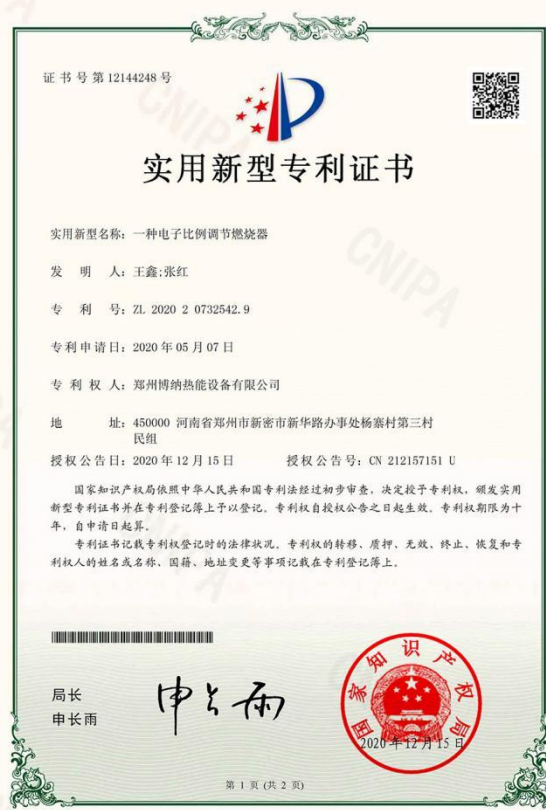 证书号第12144248号
实用新型专利证书
实用新型名称：一种电子比例调节燃烧器
发明人：王鑫;张红
专利号：ZL 2020 2 0732542.9
专利申请日：2020年05月07日
专利权人：郑州博纳热能设备有限公司
地址：450000 河南省郑州市新密市新华路办事处杨寨村第三村
民组
授权公告日：2020年12月15日 授权公告号：CN 212157151 U
国家知识产权局依照中华人民共和国专利法经过初步审查，决定授予专利权，颁发实用
新型专利证书并在专利登记簿上予以登记。专利权自授权公告之日起生效。专利权期限为十
年，自申请日起算。
专利证书记载专利权登记时的法律状况。专利权的转移、质押、无效、终止、恢复和专
利权人的姓名或名称、国籍、地址变更等事项记载在专利登记簿上。
局长
申长雨
申长雨
国家知识产权局
2020年12月15日
第 1 页 (共 2 页)
CNIPA
CNIPA
CNIPA
CNIPA